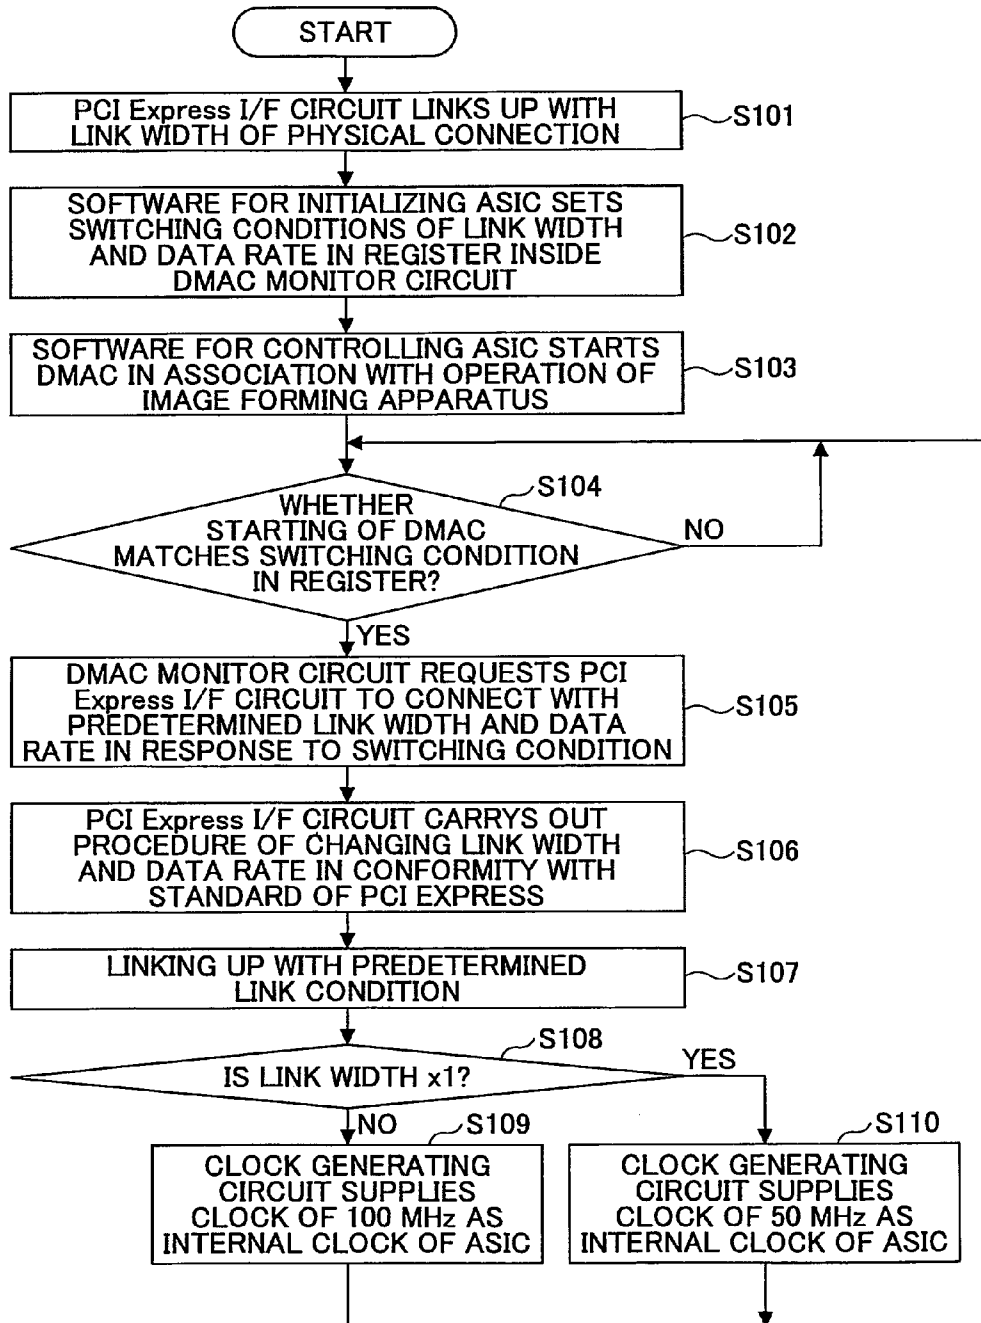 START
PCI Express I/F CIRCUIT LINKS UP WITH
LINK WIDTH OF PHYSICAL CONNECTION
S101
SOFTWARE FOR INITIALIZING ASIC SETS
SWITCHING CONDITIONS OF LINK WIDTH
AND DATA RATE IN REGISTER INSIDE
DMAC MONITOR CIRCUIT
S102
SOFTWARE FOR CONTROLLING ASIC STARTS
DMAC IN ASSOCIATION WITH OPERATION OF
IMAGE FORMING APPARATUS
S103
S104
WHETHER
STARTING OF DMAC
MATCHES SWITCHING CONDITION
IN REGISTER?
NO
YES
DMAC MONITOR CIRCUIT REQUESTS PCI
Express I/F CIRCUIT TO CONNECT WITH
PREDETERMINED LINK WIDTH AND DATA
RATE IN RESPONSE TO SWITCHING CONDITION
S105
PCI Express I/F CIRCUIT CARRYS OUT
PROCEDURE OF CHANGING LINK WIDTH
AND DATA RATE IN CONFORMITY WITH
STANDARD OF PCI EXPRESS
S106
LINKING UP WITH PREDETERMINED
LINK CONDITION
S107
S108
IS LINK WIDTH x1?
YES
NO
S109
CLOCK GENERATING
CIRCUIT SUPPLIES
CLOCK OF 100 MHz AS
INTERNAL CLOCK OF ASIC
S110
CLOCK GENERATING
CIRCUIT SUPPLIES
CLOCK OF 50 MHz AS
INTERNAL CLOCK OF ASIC